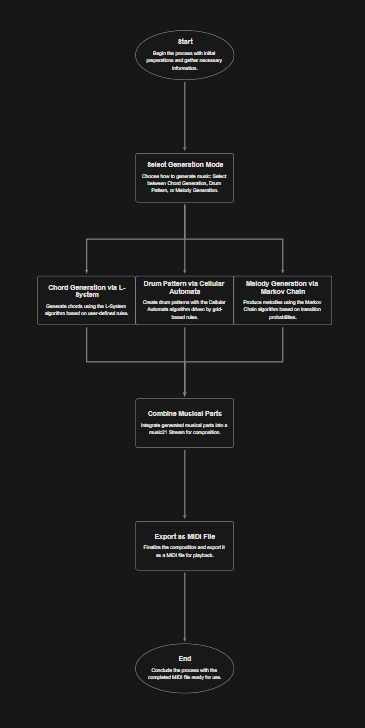 Start
Begin the process with initial
preparations and gather necessary
information.
Select Generation Mode
Choose how to generate music: Select
between Chord Generation, Drum
Pattern, or Melody Generation.
Chord Generation via L-
System
Generate chords using the L-System
algorithm based on user-defined rules.
Drum Pattern via Cellular
Automata
Create drum patterns with the Cellular
Automata algorithm driven by grid-
based rules.
Melody Generation via
Markov Chain
Produce melodies using the Markov
Chain algorithm based on transition
probabilities.
Combine Musical Parts
Integrate generated musical parts into a
music21 Stream for composition.
Export as MIDI File
Finalize the composition and export it
as a MIDI file for playback.
End
Conclude the process with the
completed MIDI file ready for use.